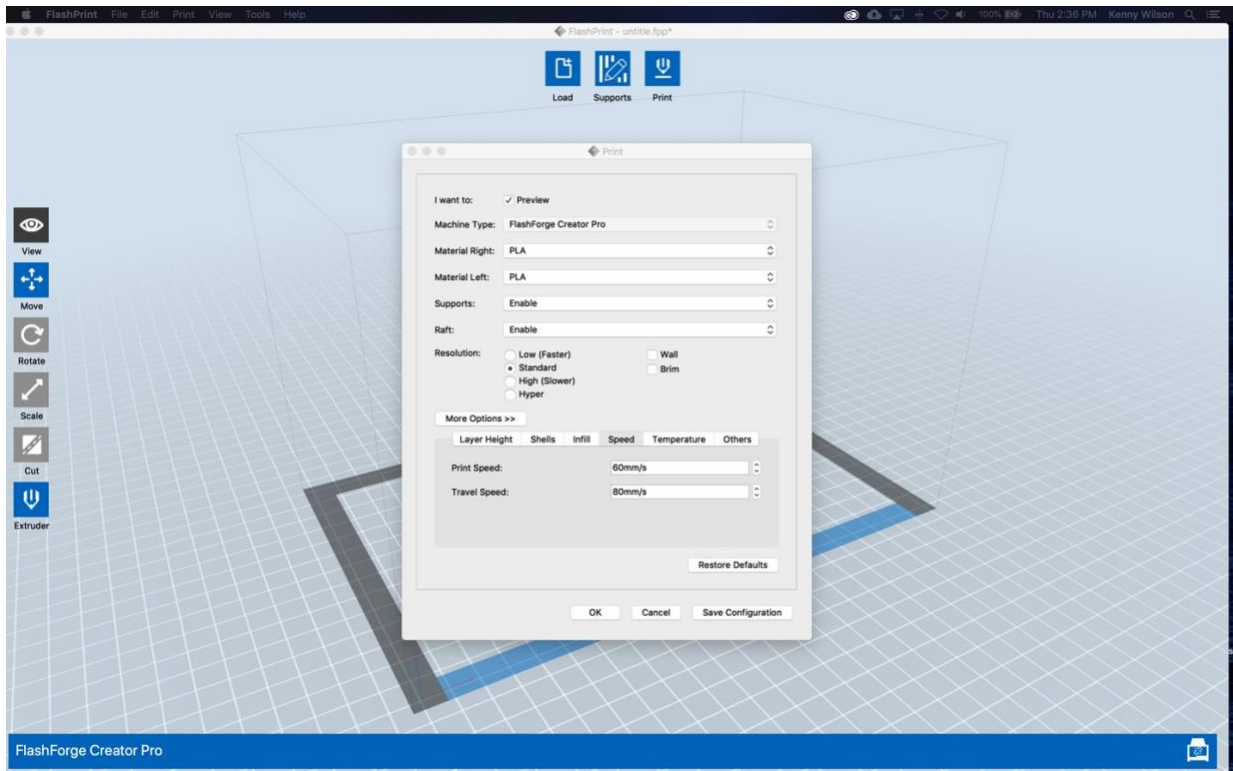 FlashPrint File Edit Print View Tools Help 100% Thu 2:36 PM Kenny Wilson
FlashPrint - untitle.fpp*
Load Supports Print
Print
I want to: Preview
Machine Type: FlashForge Creator Pro
Material Right: PLA
Material Left: PLA
Supports: Enable
Raft: Enable
Resolution: Low (Faster) Wall
Standard Brim
High (Slower)
Hyper
More Options >>
Layer Height Shells Infill Speed Temperature Others
Print Speed: 60mm/s
Travel Speed: 80mm/s
Restore Defaults
OK Cancel Save Configuration
View
Move
Rotate
Scale
Cut
Extruder
FlashForge Creator Pro